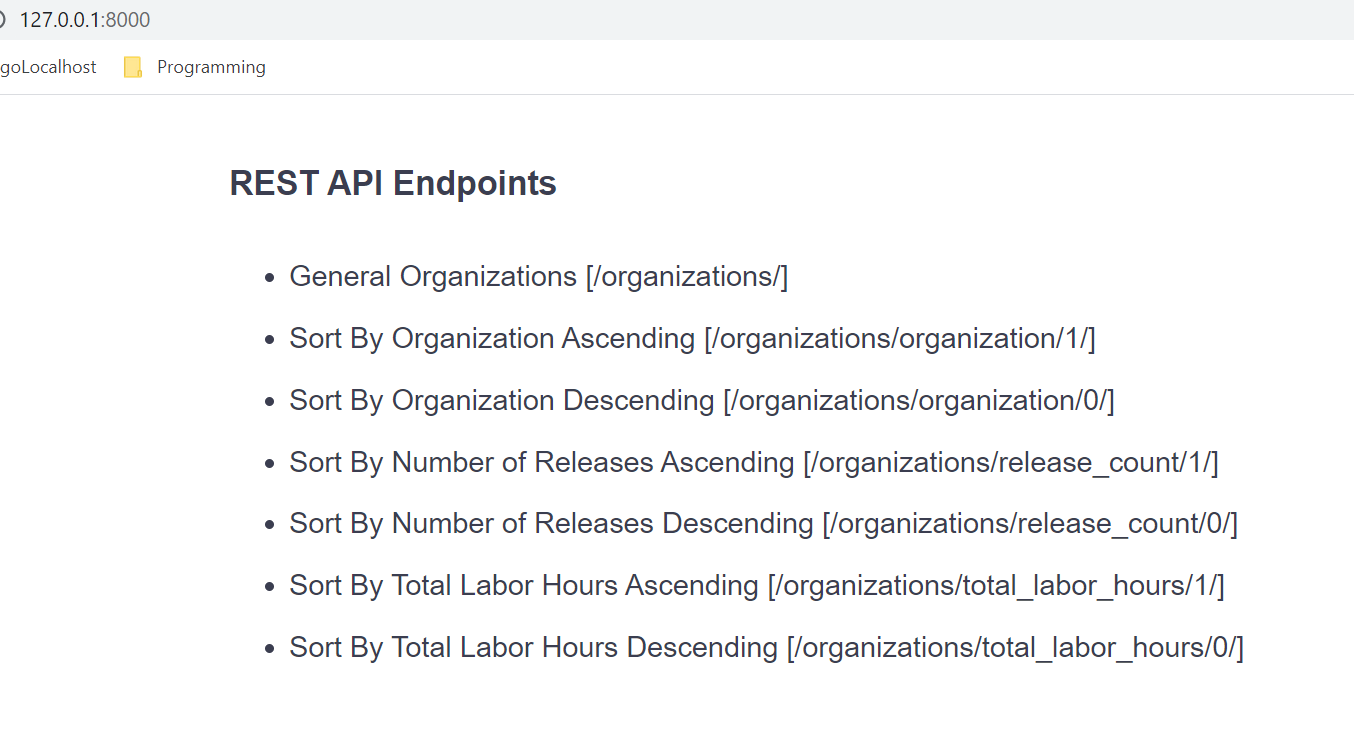 127.0.0.1:8000
goLocalhost Programming
REST API Endpoints
General Organizations [/organizations/]
Sort By Organization Ascending [/organizations/organization/1/]
Sort By Organization Descending [/organizations/organization/0/]
Sort By Number of Releases Ascending [/organizations/release_count/1/]
Sort By Number of Releases Descending [/organizations/release_count/0/]
Sort By Total Labor Hours Ascending [/organizations/total_labor_hours/1/]
Sort By Total Labor Hours Descending [/organizations/total_labor_hours/0/]